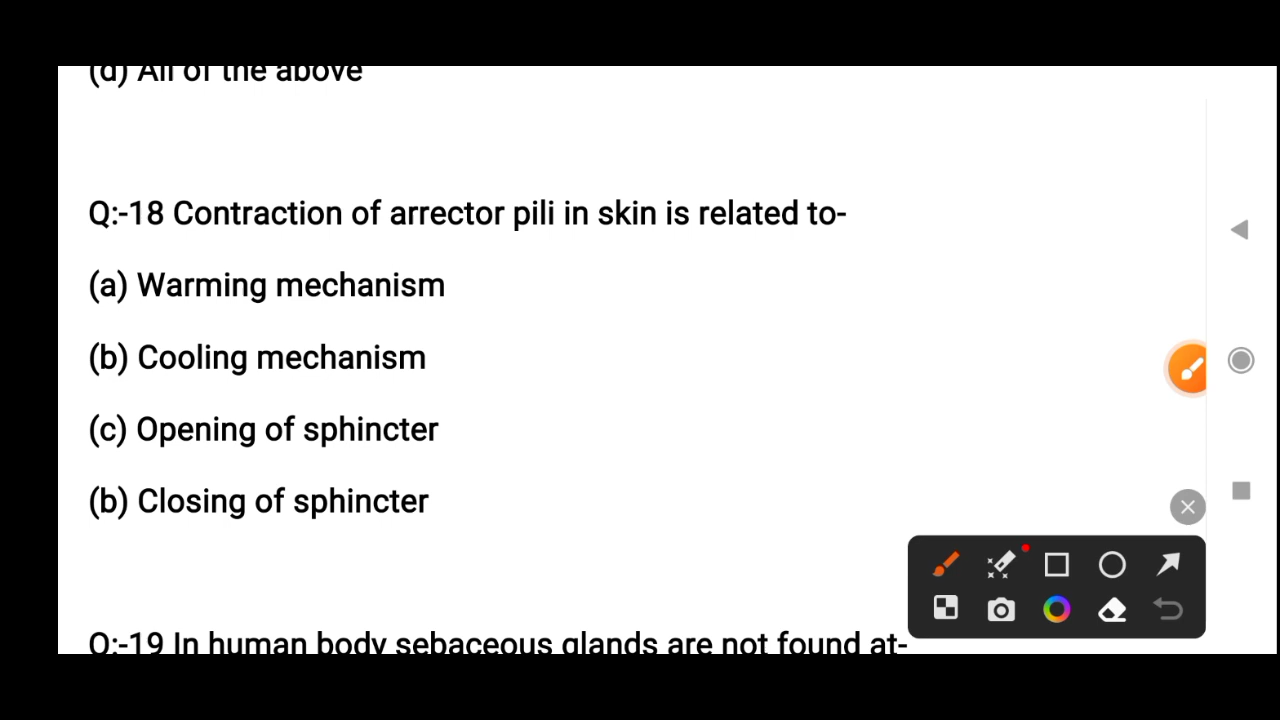 (d) All of the above
Q:-18 Contraction of arrector pili in skin is related to-
(a) Warming mechanism
(b) Cooling mechanism
(c) Opening of sphincter
(b) Closing of sphincter
Q:-19 In human body sebaceous glands are not found at-